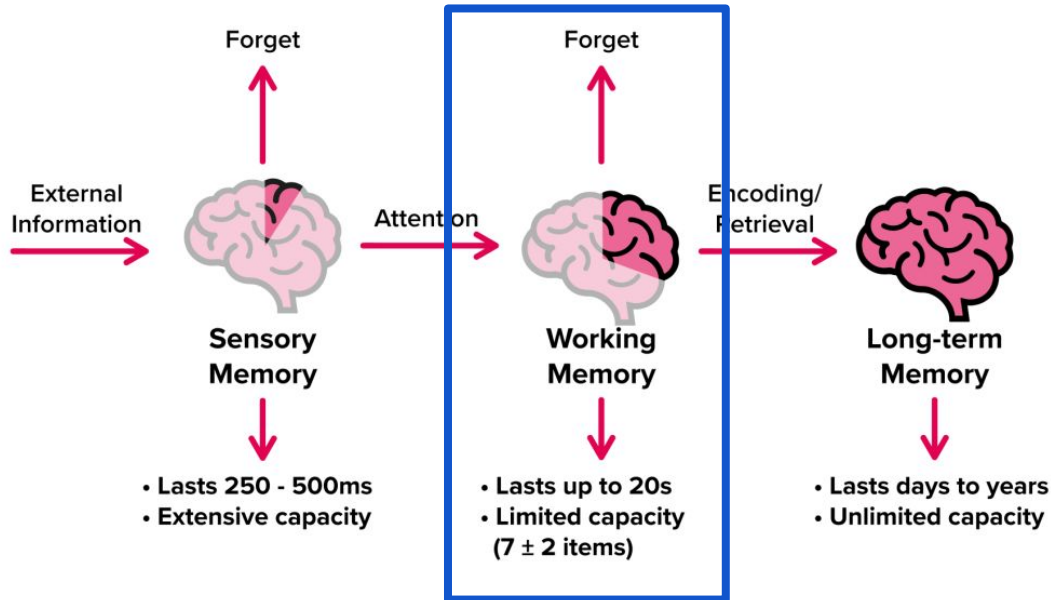 Forget
Forget
External
Information
Attention
Encoding/
Retrieval
Sensory
Memory
Working
Memory
Long-term
Memory
• Lasts 250 - 500ms
• Extensive capacity
• Lasts up to 20s
• Limited capacity
(7 ± 2 items)
• Lasts days to years
• Unlimited capacity